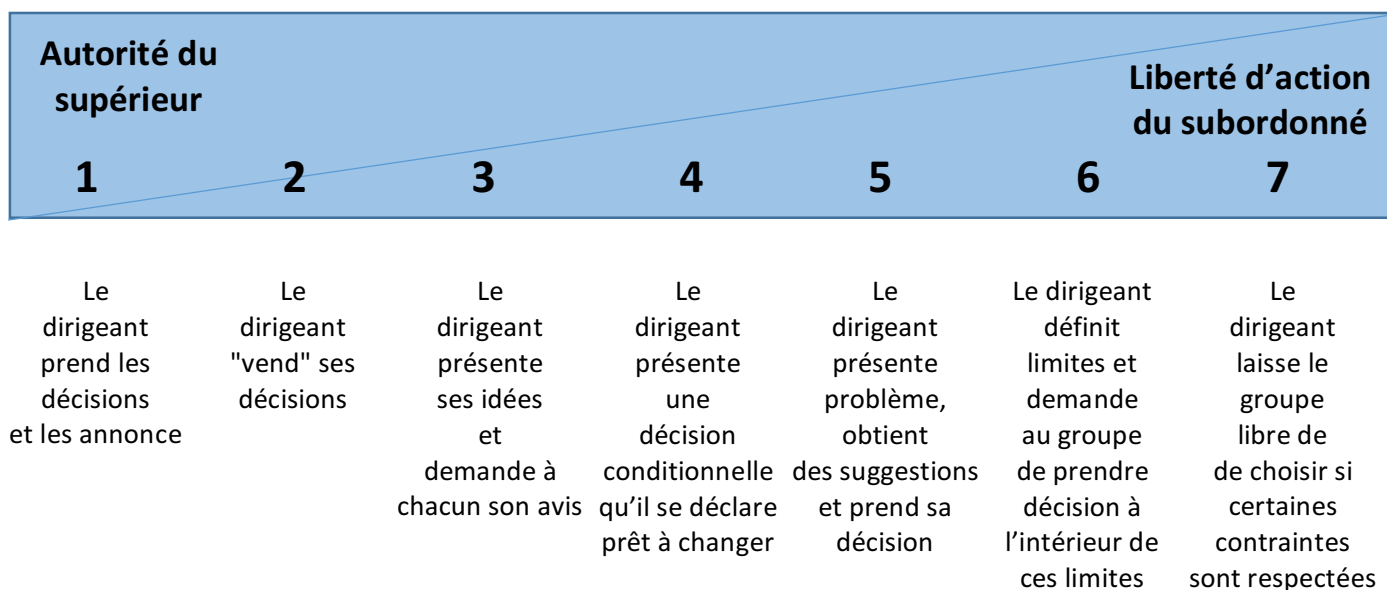 Autorité du
supérieur
Liberté d’action
du subordonné
1 2 3 4 5 6 7
Le
dirigeant
prend les
décisions
et les annonce
Le
dirigeant
"vend" ses
décisions
Le
dirigeant
présente
ses idées
et
demande à
chacun son avis
Le
dirigeant
présente
une
décision
conditionnelle
qu’il se déclare
prêt à changer
Le
dirigeant
présente
problème,
obtient
des suggestions
et prend sa
décision
Le dirigeant
définit
limites et
demande
au groupe
de prendre
décision à
l’intérieur de
ces limites
Le
dirigeant
laisse le
groupe
libre de
de choisir si
certaines
contraintes
sont respectées